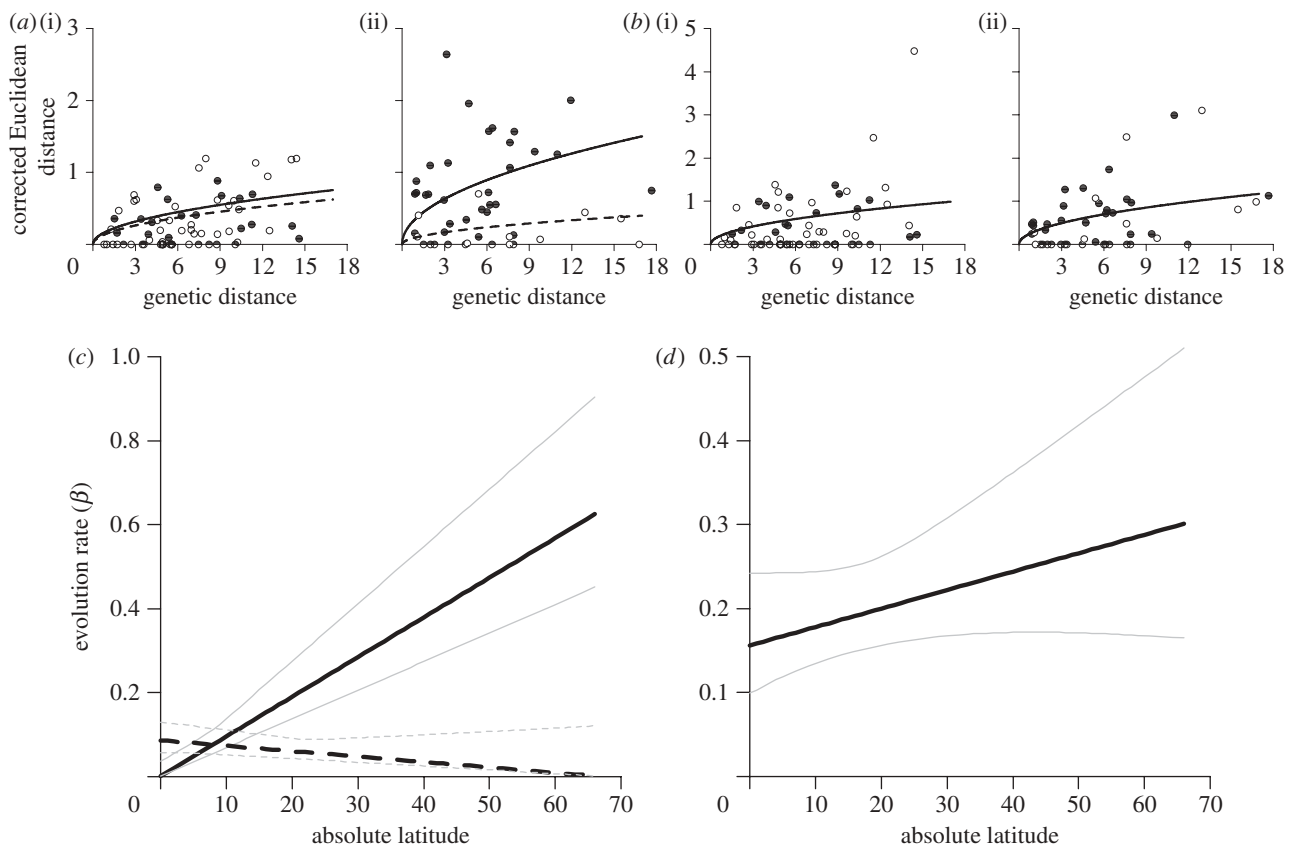 (a) (i) 3 (ii) (b) (i) 5 (ii)
4
2
3
2
1
1
0 3 6 9 12 15 18 3 6 9 12 15 18 0 3 6 9 12 15 18 3 6 9 12 15 18
corrected Euclidean
distance
genetic distance genetic distance genetic distance genetic distance
(c) 1.0 (d) 0.5
0.8 0.4
0.6 0.3
0.4 0.2
0.2 0.1
evolution rate (β)
0 10 20 30 40 50 60 70 0 10 20 30 40 50 60 70
absolute latitude absolute latitude